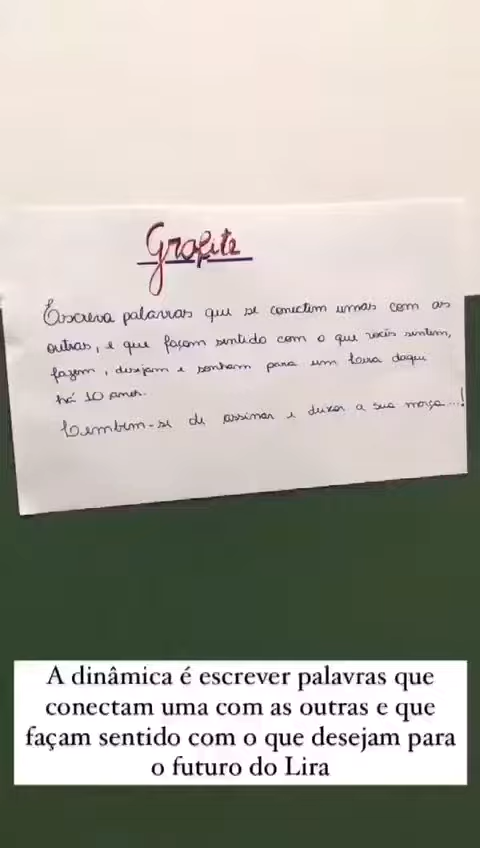 Grafite
Escreva palavras que se conectem umas com as
outras, e que façam sentido com o que vocês sintem,
fazem, desejam e sonham para um Lira daqui
há 10 anos.
Lembem-se de assinar e deixar a sua marca...!
A dinâmica é escrever palavras que
conectam uma com as outras e que
façam sentido com o que desejam para
o futuro do Lira